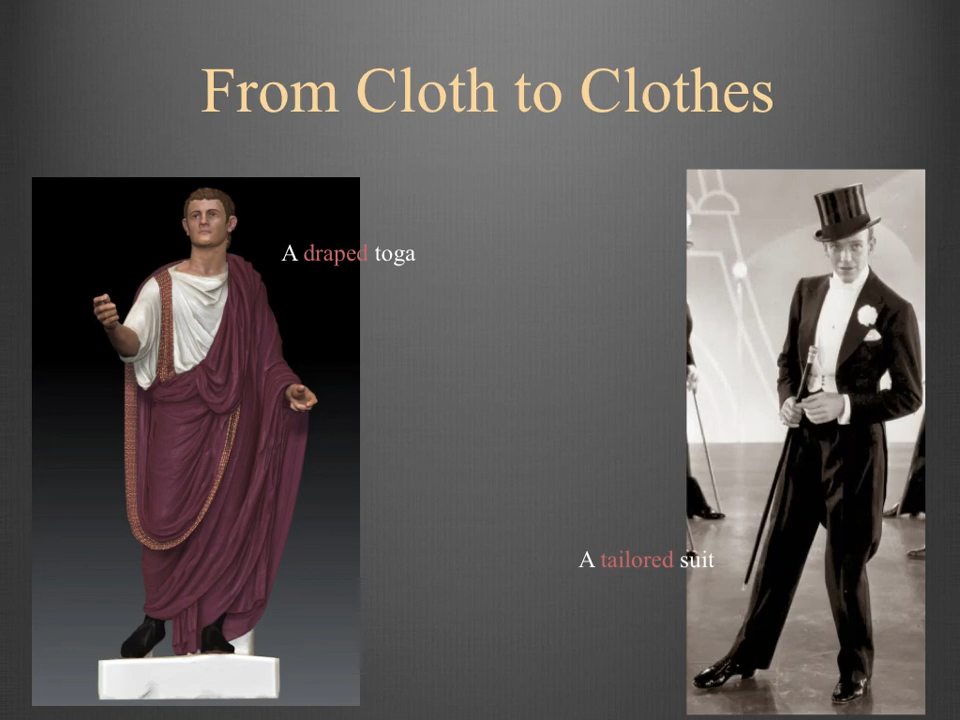 From Cloth to Clothes
A draped toga
A tailored suit